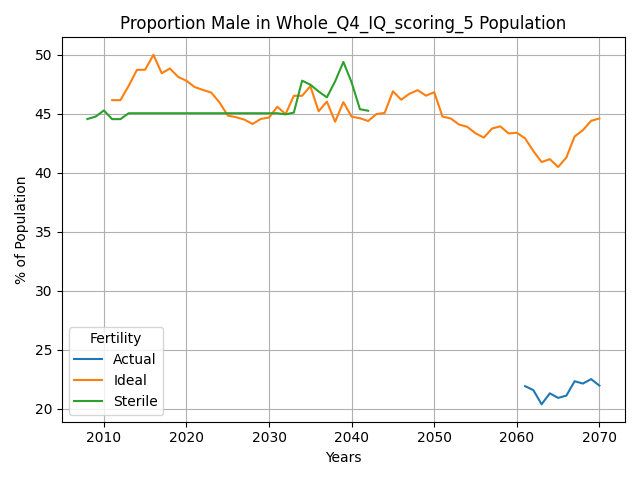 Proportion Male in Whole_Q4_IQ_scoring_5 Population
% of Population
50
45
40
35
30
25
20
Fertility
Actual
Ideal
Sterile
2010 2020 2030 2040 2050 2060 2070
Years